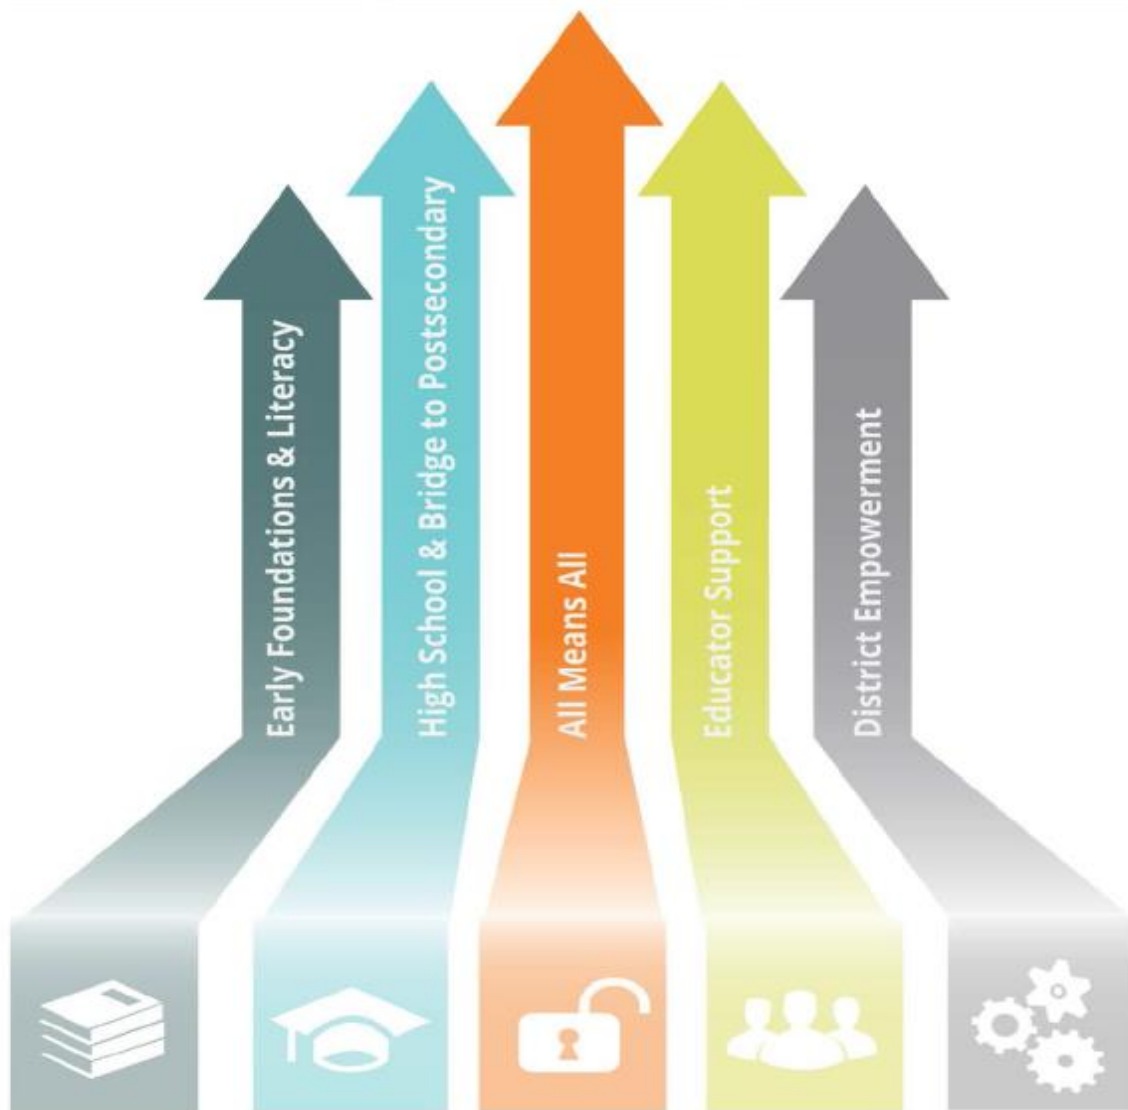 Early Foundations & Literacy
High School & Bridge to Postsecondary
All Means All
Educator Support
District Empowerment